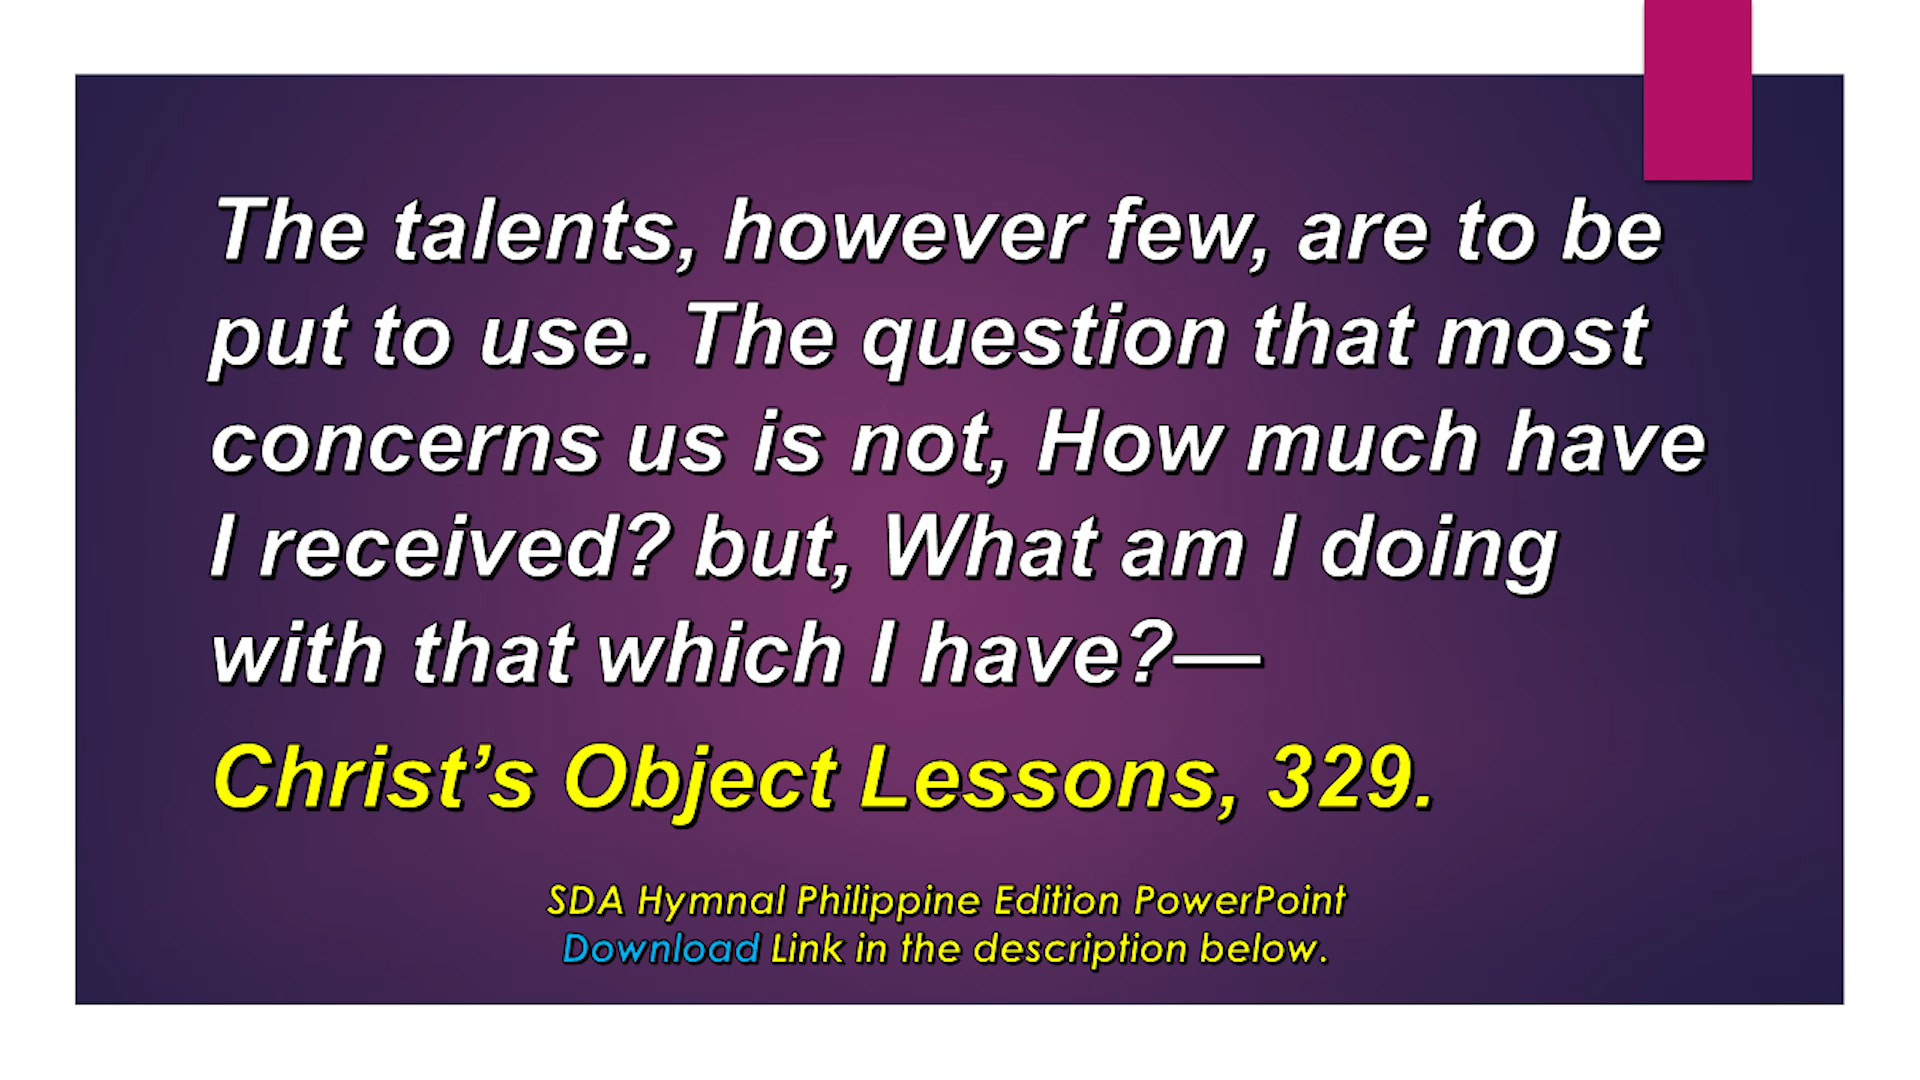 The talents, however few, are to be
put to use. The question that most
concerns us is not, How much have
I received? but, What am I doing
with that which I have?—
Christ’s Object Lessons, 329.
SDA Hymnal Philippine Edition PowerPoint
Download Link in the description below.